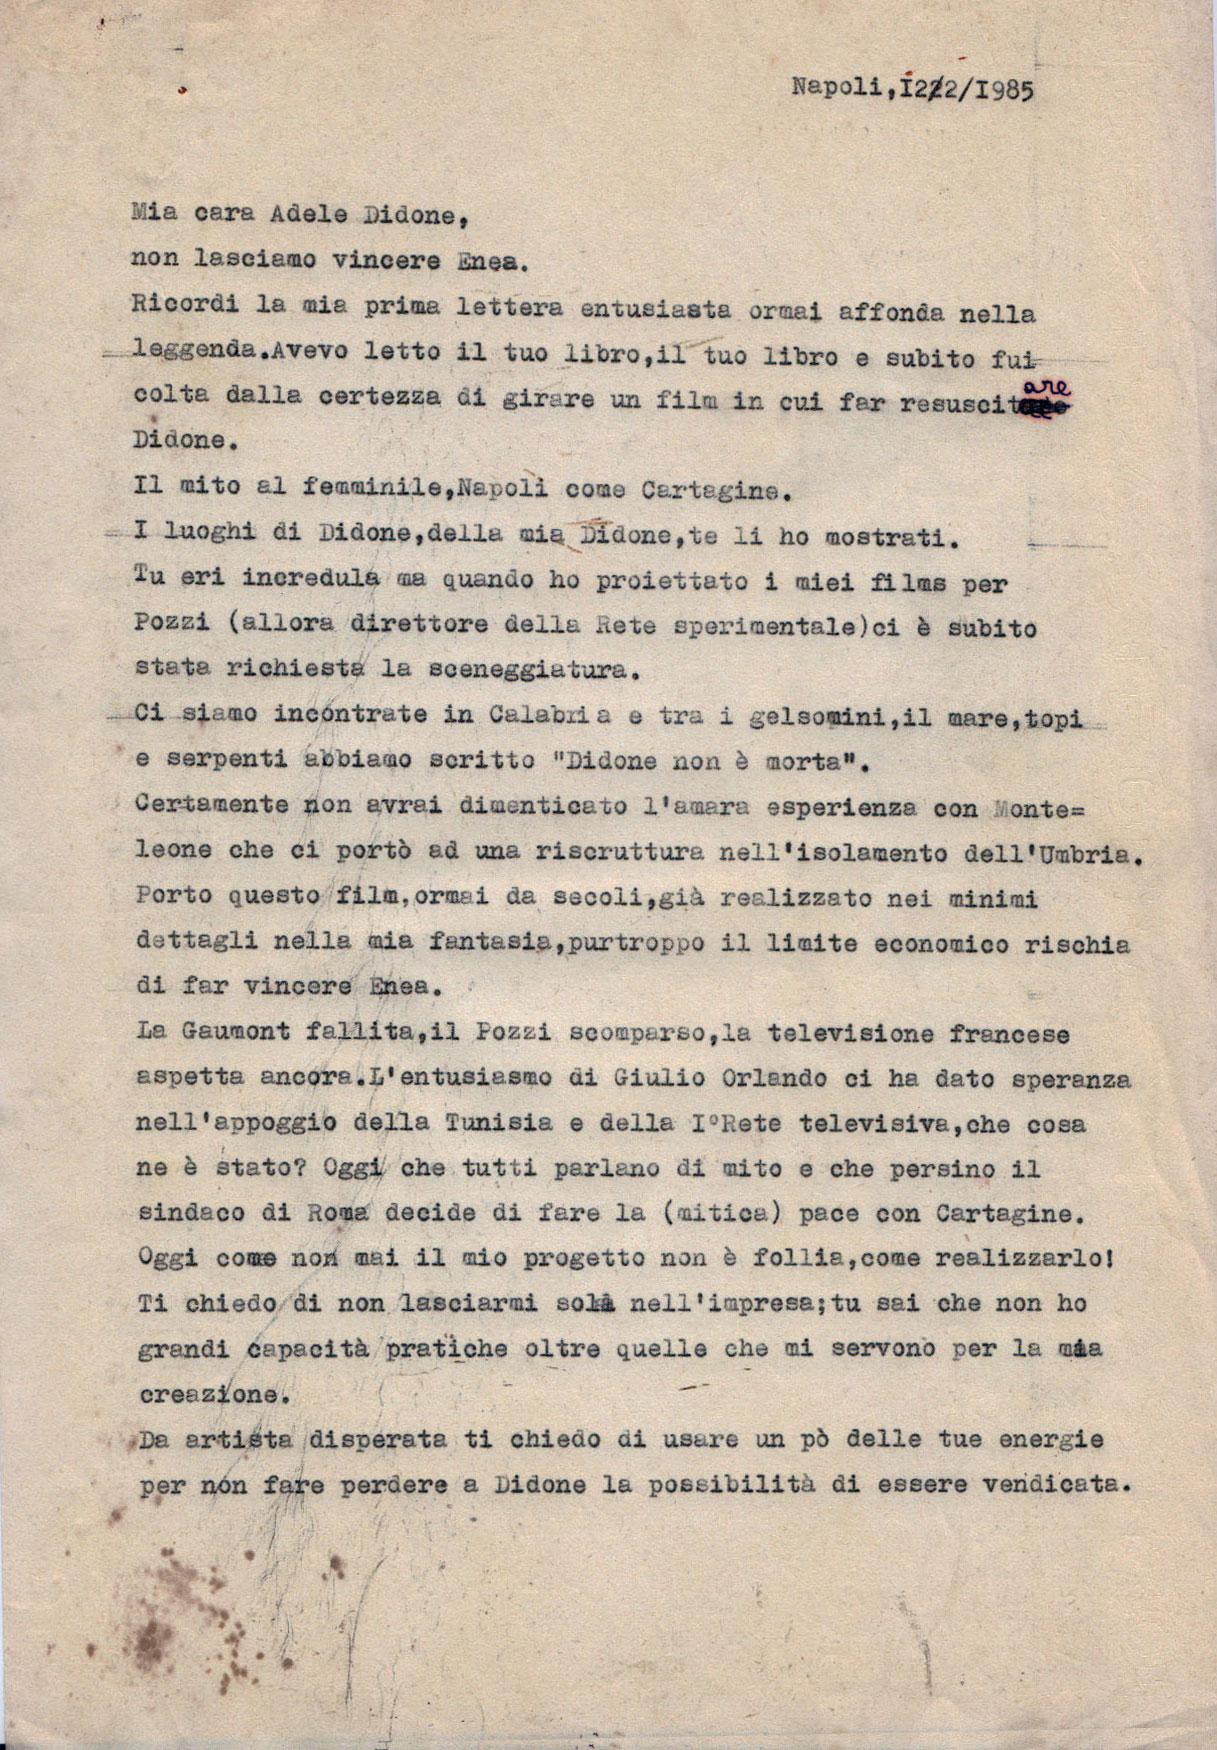 Napoli,I2/2/I985
Mia cara Adele Didone,
non lasciamo vincere Enea.
Ricordi la mia prima lettera entusiasta ormai affonda nella
leggenda.Avevo letto il tuo libro,il tuo libro e subito fui
colta dalla certezza di girare un film in cui far resuscitare
Didone.
Il mito al femminile,Napoli come Cartagine.
I luoghi di Didone,della mia Didone,te li ho mostrati.
Tu eri incredula ma quando ho proiettato i miei films per
Pozzi (allora direttore della Rete sperimentale)ci è subito
stata richiesta la sceneggiatura.
Ci siamo incontrate in Calabria e tra i gelsomini,il mare,topi
e serpenti abbiamo scritto "Didone non è morta".
Certamente non avrai dimenticato l'amara esperienza con Monte=
leone che ci portò ad una riscruttura nell'isolamento dell'Umbria.
Porto questo film,ormai da secoli,già realizzato nei minimi
dettagli nella mia fantasia,purtroppo il limite economico rischia
di far vincere Enea.
La Gaumont fallita,il Pozzi scomparso,la televisione francese
aspetta ancora.L'entusiasmo di Giulio Orlando ci ha dato speranza
nell'appoggio della Tunisia e della I°Rete televisiva,che cosa
ne è stato? Oggi che tutti parlano di mito e che persino il
sindaco di Roma decide di fare la (mitica) pace con Cartagine.
Oggi come non mai il mio progetto non è follia,come realizzarlo!
Ti chiedo di non lasciarmi sola nell'impresa;tu sai che non ho
grandi capacità pratiche oltre quelle che mi servono per la mia
creazione.
Da artista disperata ti chiedo di usare un pò delle tue energie
per non fare perdere a Didone la possibilità di essere vendicata.